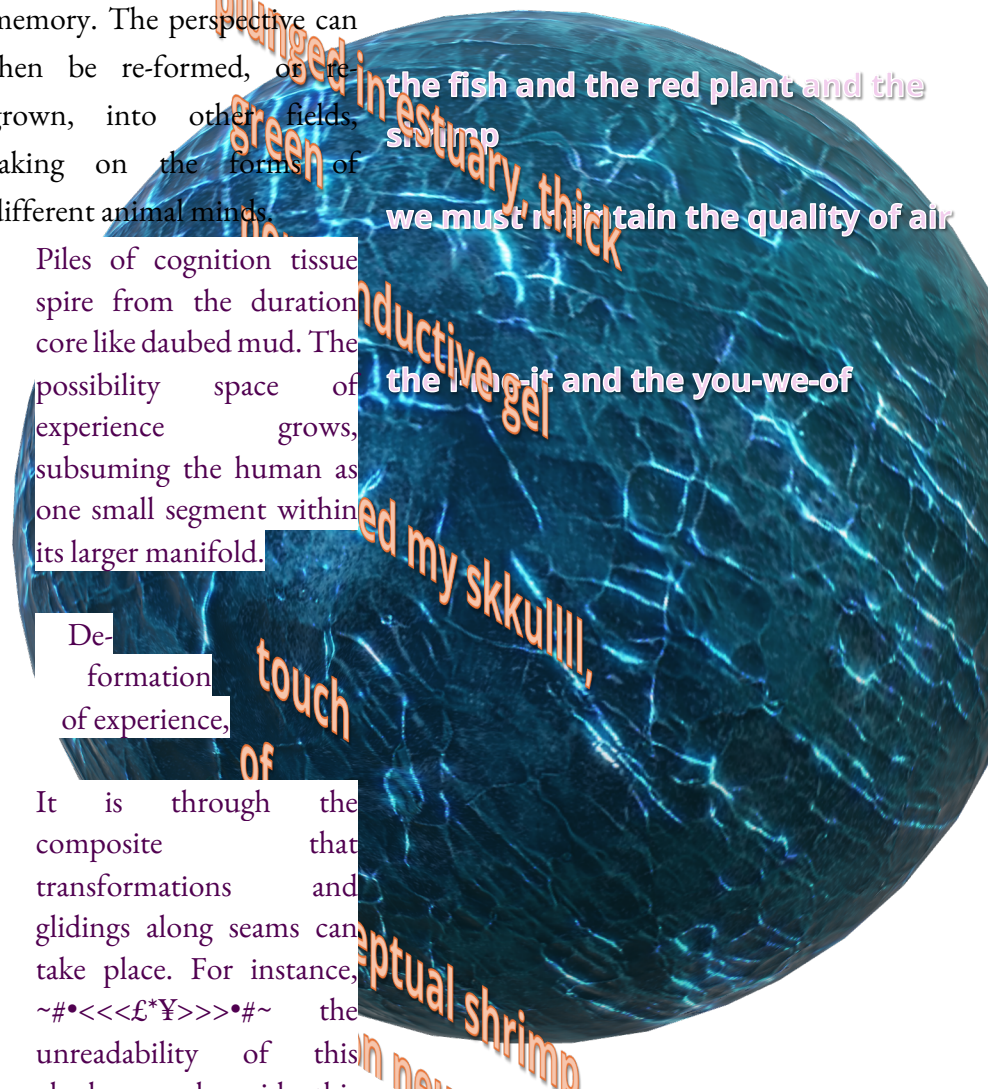 memory. The perspective can
then be re-formed, or re-
grown, into other fields,
taking on the forms of
different animal minds.
Piles of cognition tissue
spire from the duration
core like daubed mud. The
possibility space of
experience grows,
subsuming the human as
one small segment within
its larger manifold.
De-
formation
of experience,
It is through the
composite that
transformations and
glidings along seams can
take place. For instance,
~#•<<<£*¥>>>•#~ the
unreadability of this
plunged in estuary, thick
green
nductive gel
ed my skkullll,
touch
of
eptual shrimp
the fish and the red plant and the
shrimp
we must maintain the quality of air
the I-me-it and the you-we-of